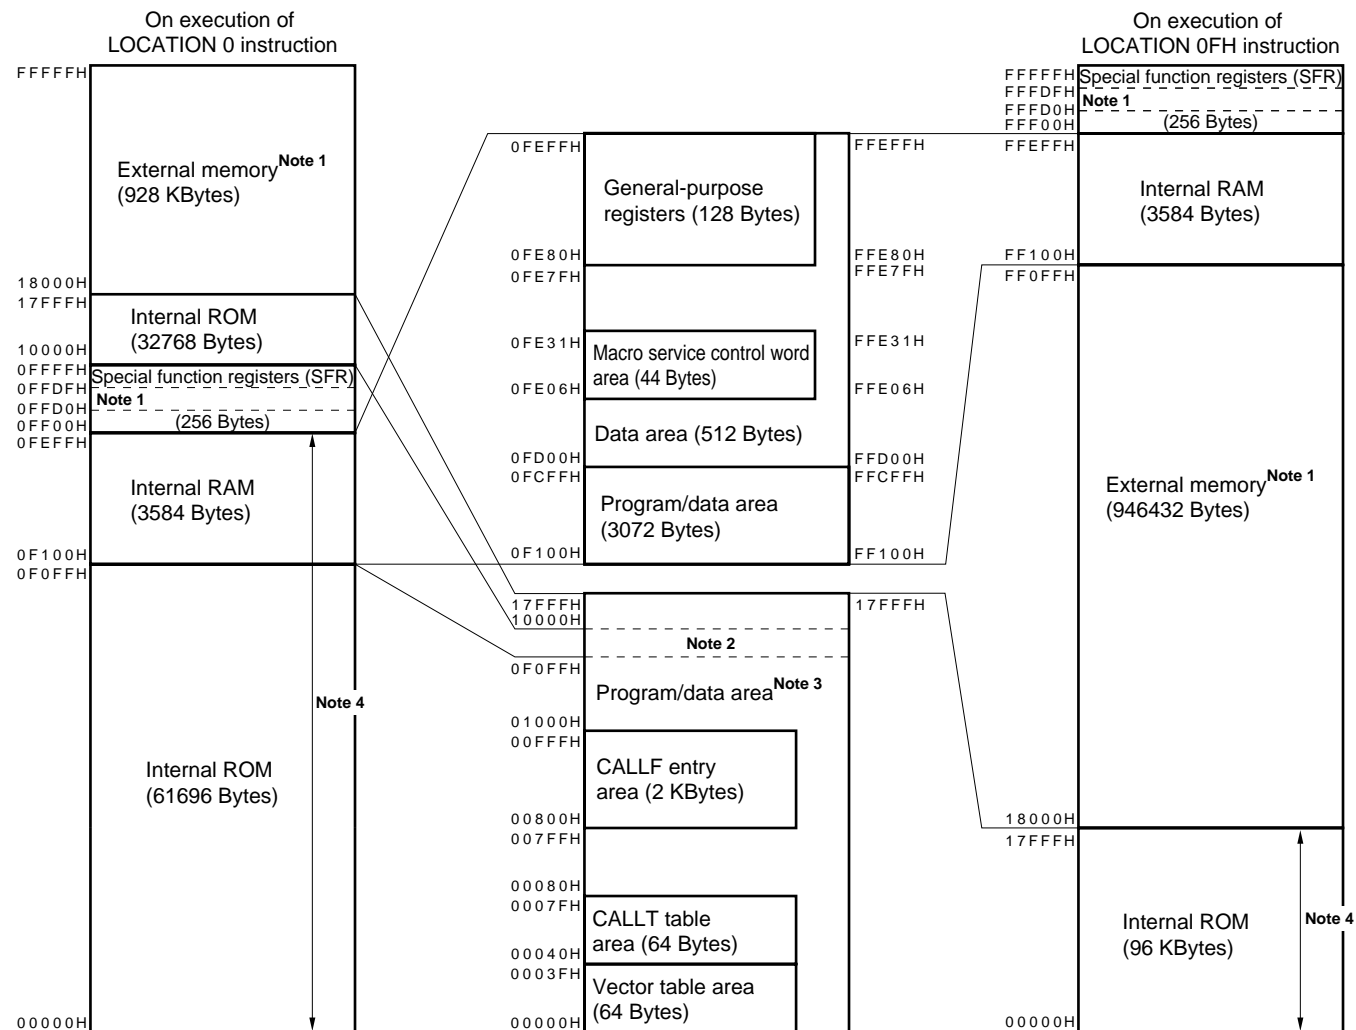 On execution of
LOCATION 0 instruction
FFFFFH
External memory Note 1
(928 KBytes)
18000H
17FFFH
Internal ROM
(32768 Bytes)
10000H
0FFFFH
Special function registers (SFR)
0FFDFH
Note 1
0FFD0H
0FF00H
(256 Bytes)
0FEFFH
Internal RAM
(3584 Bytes)
0F100H
0F0FFH
Note 4
Internal ROM
(61696 Bytes)
00000H
0FEFFH
FFEFFH
General-purpose
registers (128 Bytes)
0FE80H
FFE80H
0FE7FH
FFE7FH
0FE31H
FFE31H
Macro service control word
area (44 Bytes)
0FE06H
FFE06H
Data area (512 Bytes)
0FD00H
FFD00H
0FCFFH
FFCFFH
Program/data area
(3072 Bytes)
0F100H
FF100H
17FFFH
17FFFH
10000H
Note 2
0F0FFH
Program/data area Note 3
01000H
00FFFH
CALLF entry
area (2 KBytes)
00800H
007FFH
00080H
0007FH
CALLT table
area (64 Bytes)
00040H
0003FH
Vector table area
(64 Bytes)
00000H
On execution of
LOCATION 0FH instruction
FFFFFH
Special function registers (SFR)
FFFDFH
Note 1
FFFD0H
FFF00H
(256 Bytes)
FFEFFH
Internal RAM
(3584 Bytes)
FF100H
FF0FFH
External memory Note 1
(946432 Bytes)
18000H
17FFFH
Internal ROM
(96 KBytes)
Note 4
00000H